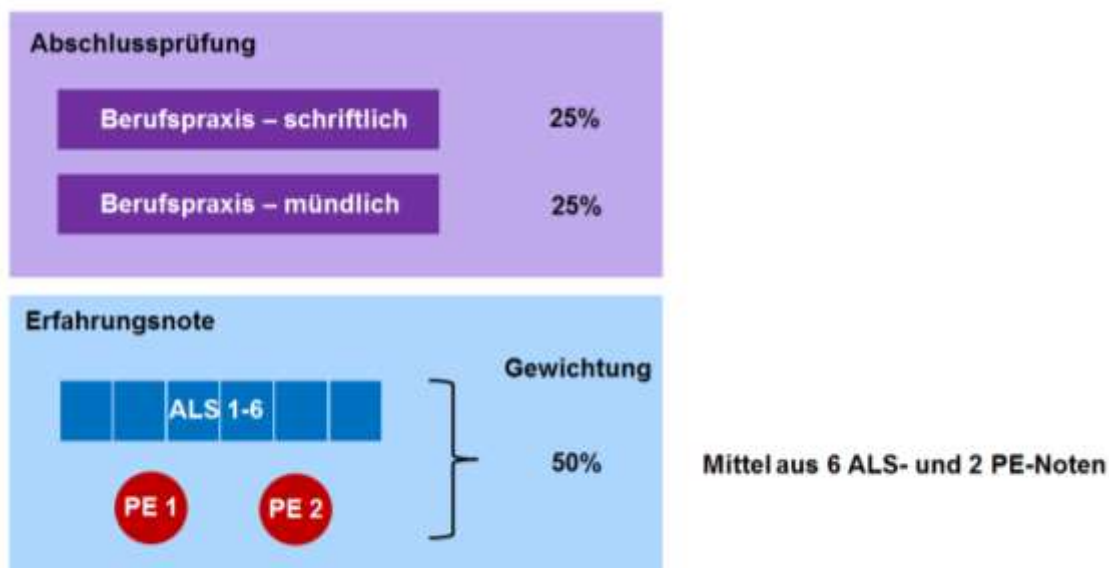 Abschlussprüfung
Berufspraxis – schriftlich
25%
Berufspraxis – mündlich
25%
Erfahrungsnote
Gewichtung
ALS 1-6
50%
Mittel aus 6 ALS- und 2 PE-Noten
PE 1
PE 2